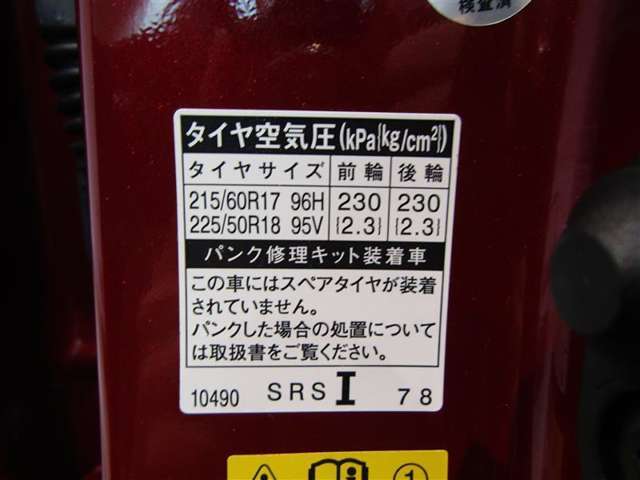 検査済
タイヤ空気圧(kPa{kg/cm²})
タイヤサイズ 前輪 後輪
215/60R17 96H 230 230
225/50R18 95V {2.3} {2.3}
パンク修理キット装着車
この車にはスペアタイヤが装着
されていません。
パンクした場合の処置について
は取扱書をご覧ください。
10490 SRS I 78
1